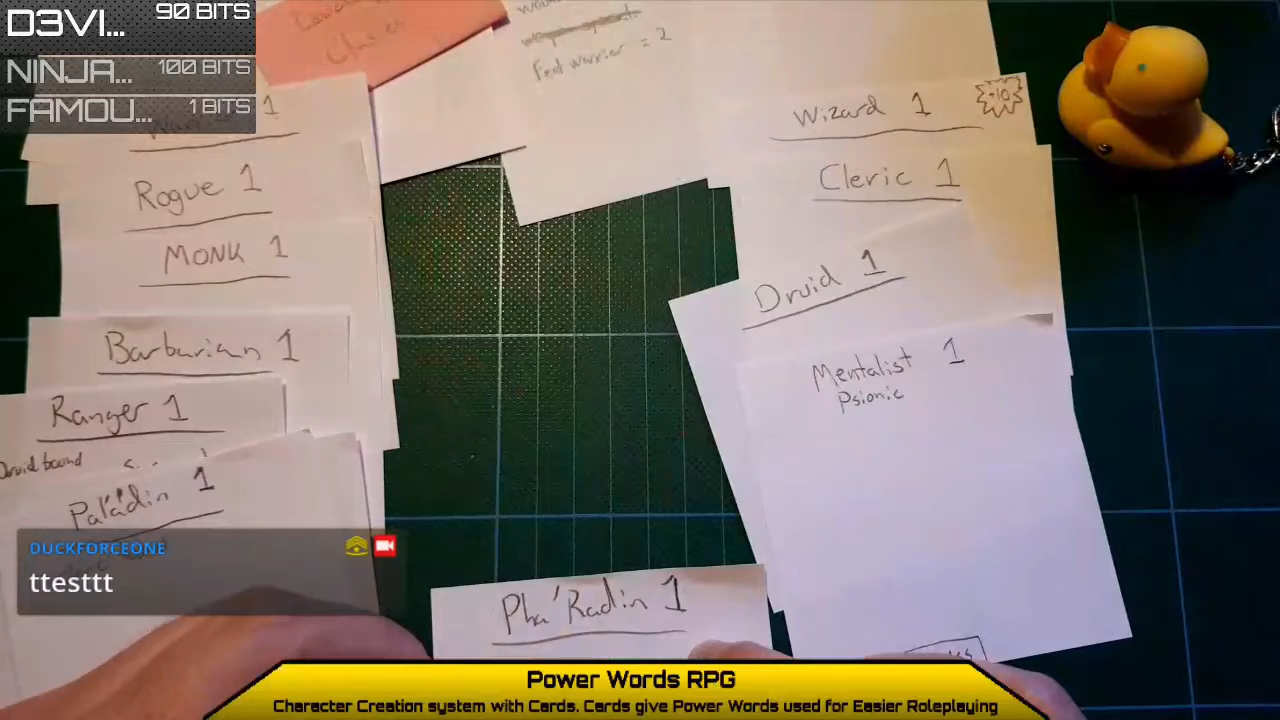 D3VI... 90 BITS
NINJA... 100 BITS
FAMOU... 1 BITS
1
Rogue 1
MONK 1
Barbarian 1
Ranger 1
Druid bound
Paladin 1
Classes
= 2
Wizard 1
+10
Cleric 1
Druid 1
Mentalist 1
Psionic
Pha'Radin 1
DUCKFORCEONE
ttesttt
Power Words RPG
Character Creation system with Cards. Cards give Power Words used for Easier Roleplaying